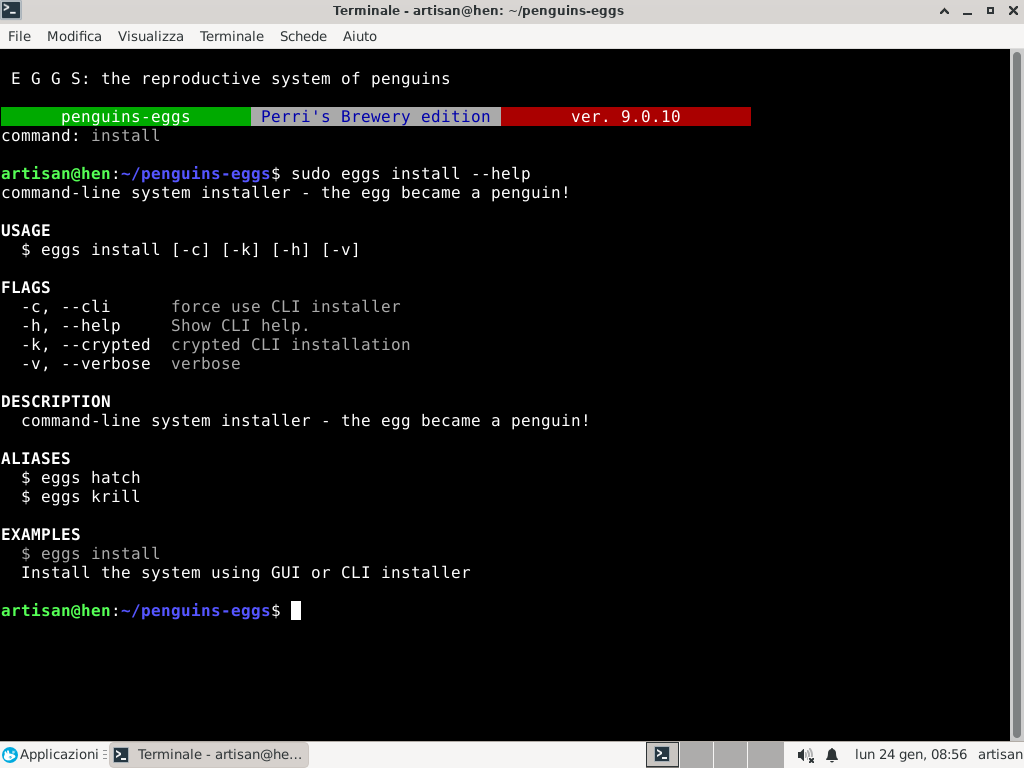 Terminale - artisan@hen: ~/penguins-eggs
File Modifica Visualizza Terminale Schede Aiuto
E G G S: the reproductive system of penguins
penguins-eggs Perri's Brewery edition ver. 9.0.10
command: install
artisan@hen:~/penguins-eggs$ sudo eggs install --help
command-line system installer - the egg became a penguin!
USAGE
$ eggs install [-c] [-k] [-h] [-v]
FLAGS
-c, --cli force use CLI installer
-h, --help Show CLI help.
-k, --crypted crypted CLI installation
-v, --verbose verbose
DESCRIPTION
command-line system installer - the egg became a penguin!
ALIASES
$ eggs hatch
$ eggs krill
EXAMPLES
$ eggs install
Install the system using GUI or CLI installer
artisan@hen:~/penguins-eggs$
Applicazioni Terminale - artisan@he... lun 24 gen, 08:56 artisan